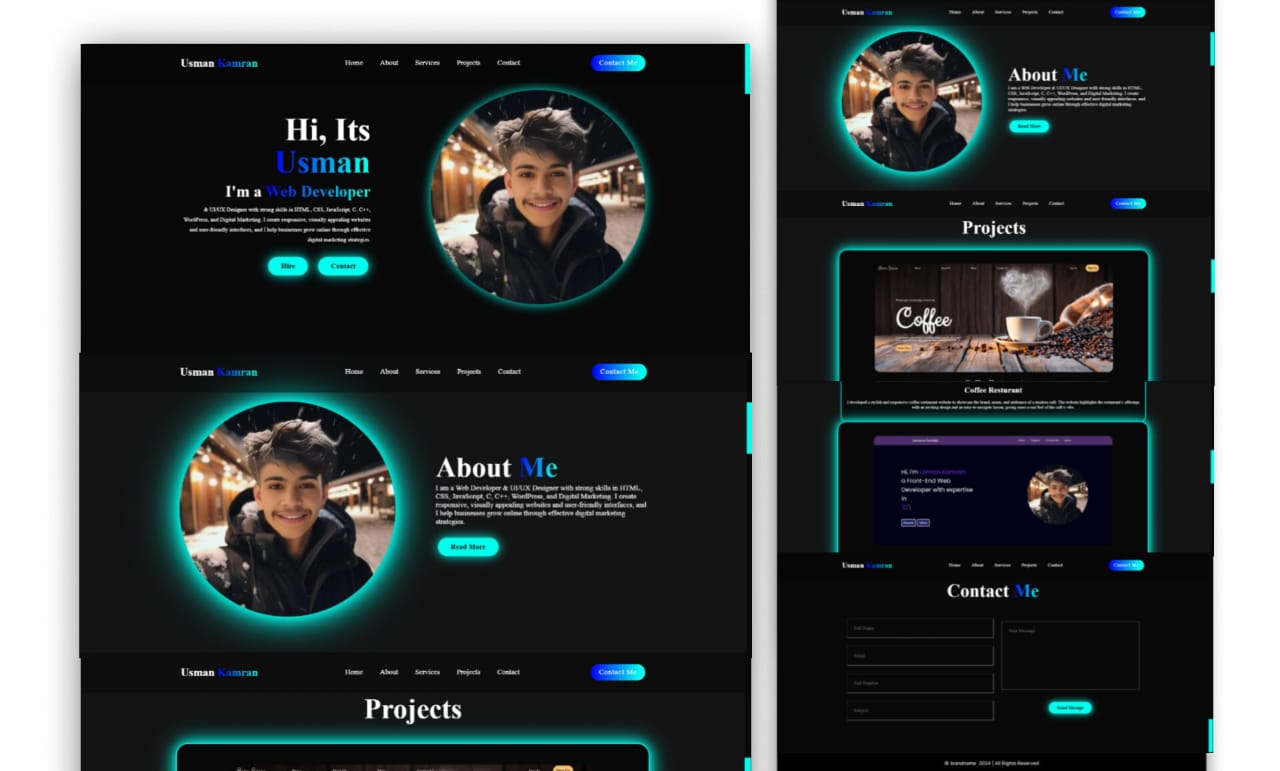 Usman Kamran
Home About Services Projects Contact
Contact Me
Hi, Its
Usman
I'm a Web Developer
& UI/UX Designer with strong skills in HTML, CSS, JavaScript, C, C++,
WordPress, and Digital Marketing. I create responsive, visually appealing websites
and user-friendly interfaces, and I help businesses grow online through effective
digital marketing strategies.
Hire Contact
Usman Kamran
Home About Services Projects Contact
Contact Me
About Me
I am a Web Developer & UI/UX Designer with strong skills in HTML,
CSS, JavaScript, C, C++, WordPress, and Digital Marketing. I create
responsive, visually appealing websites and user-friendly interfaces, and
I help businesses grow online through effective digital marketing
strategies.
Read More
Usman Kamran
Home About Services Projects Contact
Contact Me
Projects
Usman Kamran
Home About Services Projects Contact
Contact Me
About Me
I am a Web Developer & UI/UX Designer with strong skills in HTML,
CSS, JavaScript, C, C++, WordPress, and Digital Marketing. I create
responsive, visually appealing websites and user-friendly interfaces, and
I help businesses grow online through effective digital marketing
strategies.
Read More
Usman Kamran
Home About Services Projects Contact
Contact Me
Projects
Coffee
Coffee Resturant
I developed a stylish and responsive coffee restaurant website to showcase the brand, menu, and ambiance of a modern café. The website highlights the restaurant's offerings
with an inviting design and an easy-to-navigate layout, giving users a real feel of the café's vibe.
Hi, I'm Usman Kamran
a Front-End Web
Developer with expertise
in
"C"|
Usman Kamran
Home About Services Projects Contact
Contact Me
Contact Me
Full Name
Your Message
Email
Subject
Send Message
© brandname 2024 | All Rights Reserved